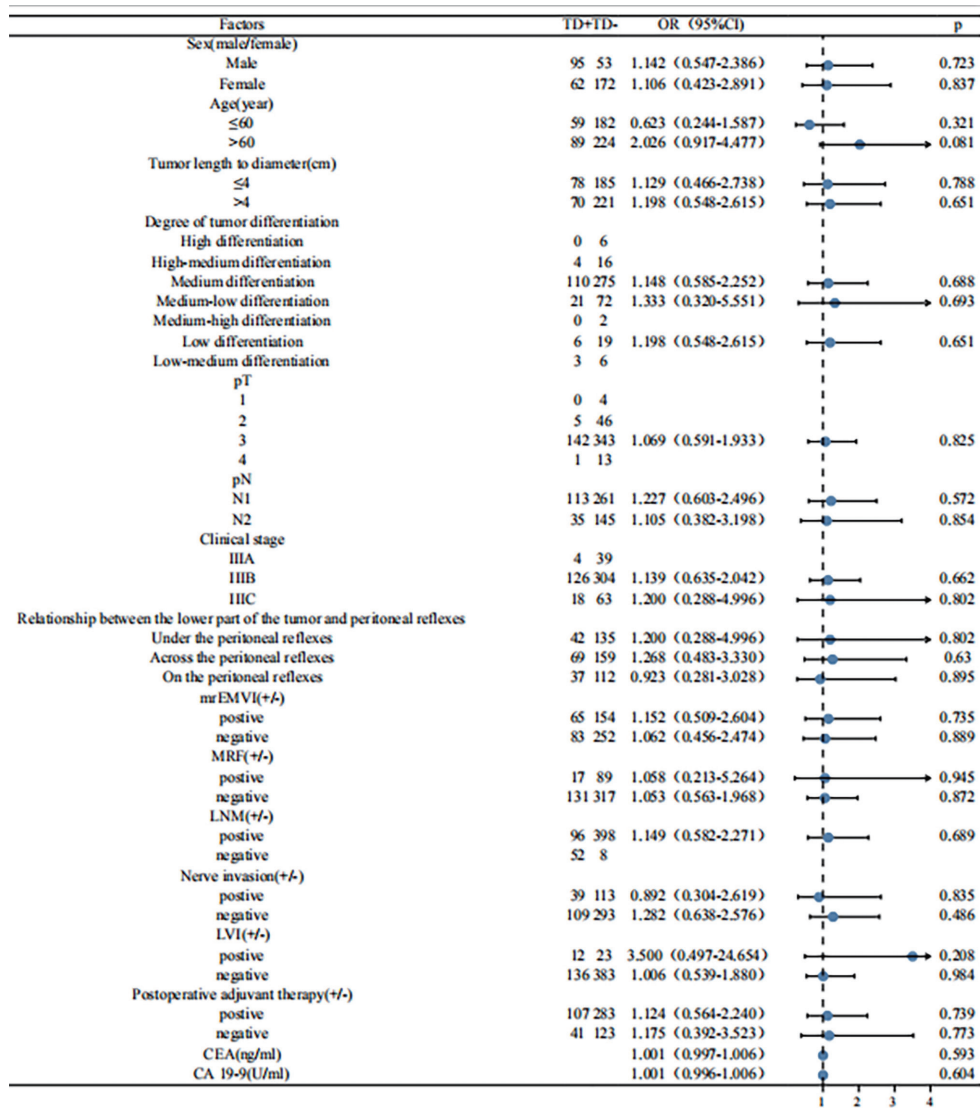 Factors TD+TD- OR (95%CI) p
Sex(male/female)
Male 95 53 1.142 (0.547-2.386) 0.723
Female 62 172 1.106 (0.423-2.891) 0.837
Age(year)
≤60 59 182 0.623 (0.244-1.587) 0.321
>60 89 224 2.026 (0.917-4.477) 0.081
Tumor length to diameter(cm)
≤4 78 185 1.129 (0.466-2.738) 0.788
>4 70 221 1.198 (0.548-2.615) 0.651
Degree of tumor differentiation
High differentiation 0 6
High-medium differentiation 4 16
Medium differentiation 110 275 1.148 (0.585-2.252) 0.688
Medium-low differentiation 21 72 1.333 (0.320-5.551) 0.693
Medium-high differentiation 0 2
Low differentiation 6 19 1.198 (0.548-2.615) 0.651
Low-medium differentiation 3 6
pT
1 0 4
2 5 46
3 142 343 1.069 (0.591-1.933) 0.825
4 1 13
pN
N1 113 261 1.227 (0.603-2.496) 0.572
N2 35 145 1.105 (0.382-3.198) 0.854
Clinical stage
IIIA 4 39
IIIB 126 304 1.139 (0.635-2.042) 0.662
IIIC 18 63 1.200 (0.288-4.996) 0.802
Relationship between the lower part of the tumor and peritoneal reflexes
Under the peritoneal reflexes 42 135 1.200 (0.288-4.996) 0.802
Across the peritoneal reflexes 69 159 1.268 (0.483-3.330) 0.63
On the peritoneal reflexes 37 112 0.923 (0.281-3.028) 0.895
mrEMVI(+/-)
postive 65 154 1.152 (0.509-2.604) 0.735
negative 83 252 1.062 (0.456-2.474) 0.889
MRF(+/-)
postive 17 89 1.058 (0.213-5.264) 0.945
negative 131 317 1.053 (0.563-1.968) 0.872
LNM(+/-)
postive 96 398 1.149 (0.582-2.271) 0.689
negative 52 8
Nerve invasion(+/-)
postive 39 113 0.892 (0.304-2.619) 0.835
negative 109 293 1.282 (0.638-2.576) 0.486
LVI(+/-)
postive 12 23 3.500 (0.497-24.654) 0.208
negative 136 383 1.006 (0.539-1.880) 0.984
Postoperative adjuvant therapy(+/-)
postive 107 283 1.124 (0.564-2.240) 0.739
negative 41 123 1.175 (0.392-3.523) 0.773
CEA(ng/ml) 1.001 (0.997-1.006) 0.593
CA 19-9(U/ml) 1.001 (0.996-1.006) 0.604
1 2 3 4